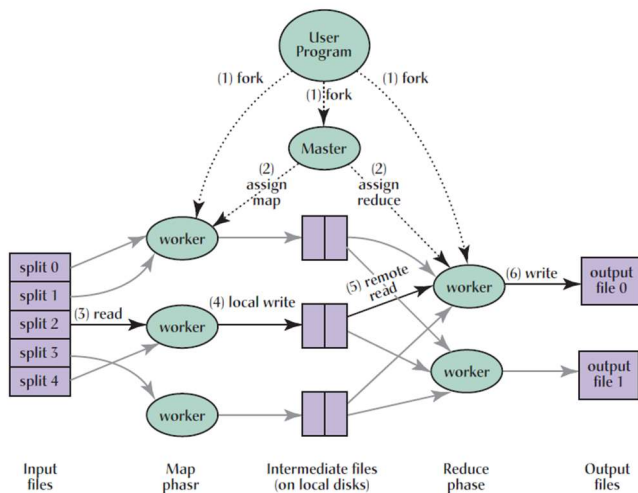 User
Program
(1) fork
(1) fork
(1) fork
Master
(2)
assign
map
(2)
assign
reduce
worker
split 0
split 1
split 2
split 3
split 4
(3) read
worker
(4) local write
(5) remote
read
worker
(6) write
output
file 0
worker
output
file 1
worker
Input
files
Map
phasr
Intermediate files
(on local disks)
Reduce
phase
Output
files